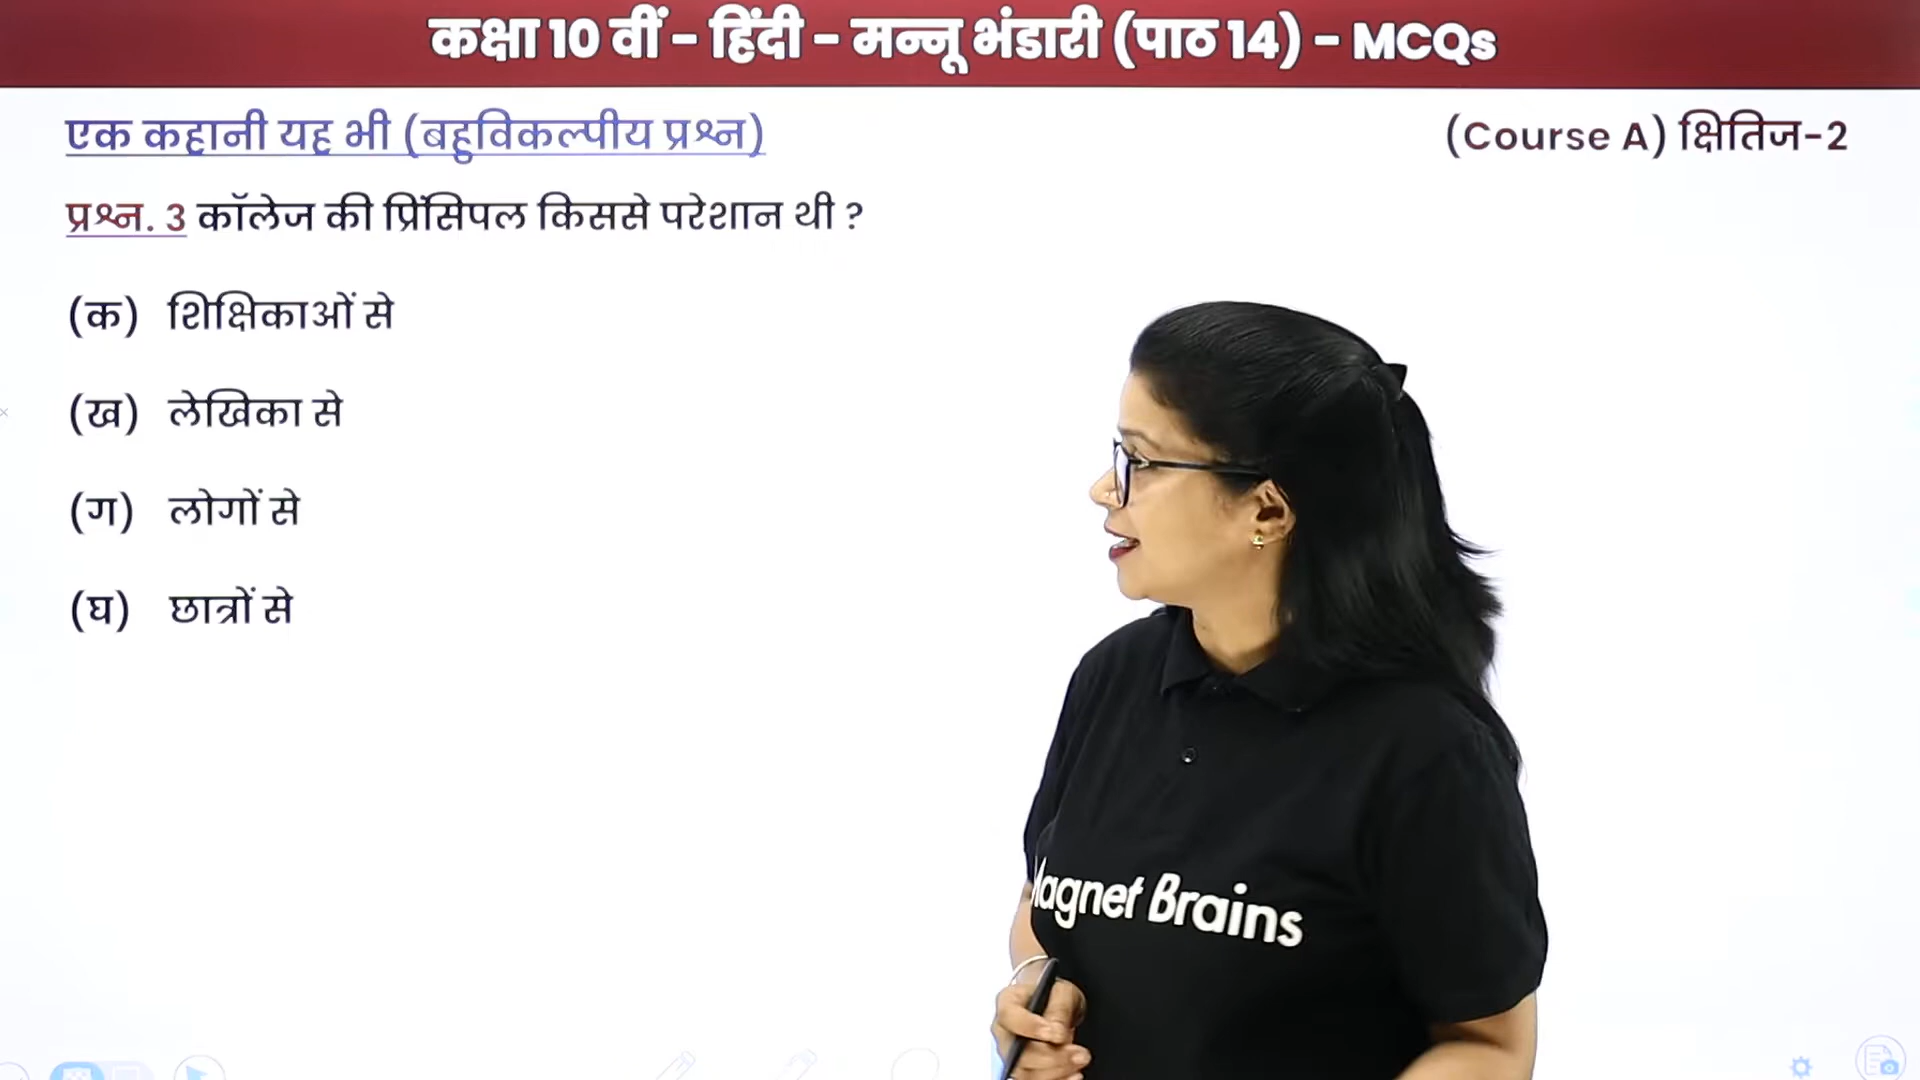 कक्षा 10 वीं - हिंदी - मन्नू भंडारी (पाठ 14) - MCQs
एक कहानी यह भी (बहुविकल्पीय प्रश्न)
(Course A) क्षितिज-2
प्रश्न. 3 कॉलेज की प्रिंसिपल किससे परेशान थी ?
(क) शिक्षिकाओं से
(ख) लेखिका से
(ग) लोगों से
(घ) छात्रों से
Magnet Brains